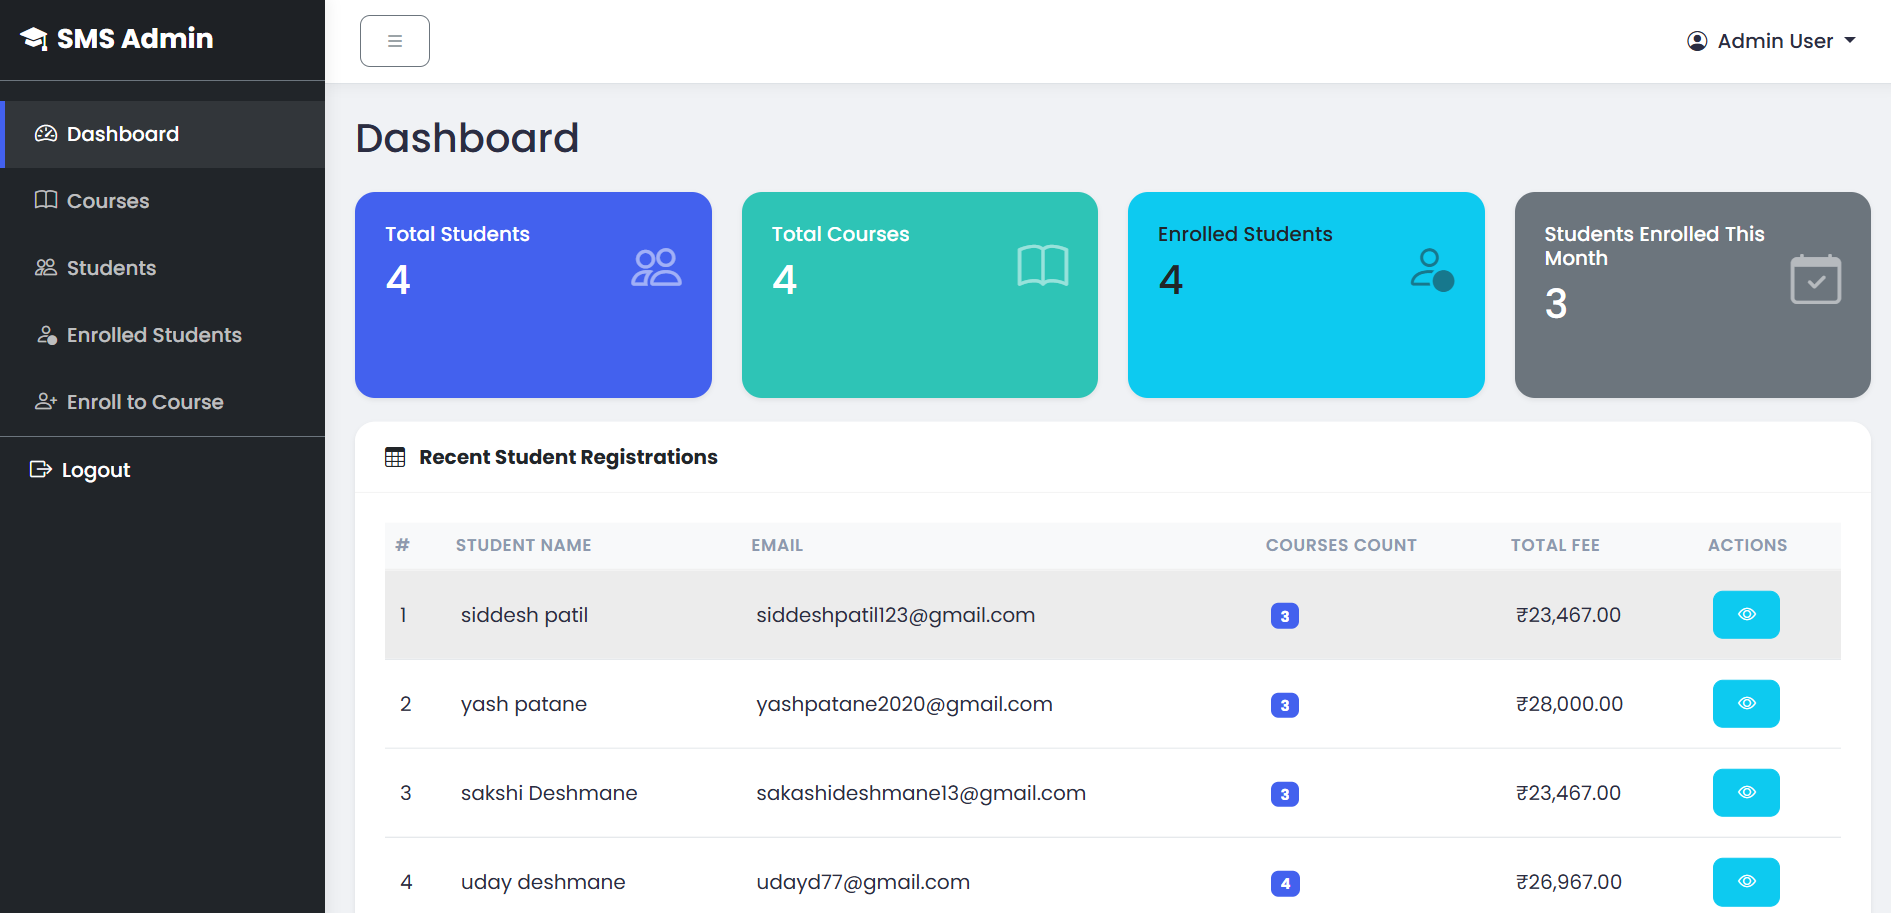 SMS Admin
Admin User
Dashboard
Courses
Students
Enrolled Students
Enroll to Course
Logout
Dashboard
Total Students
4
Total Courses
4
Enrolled Students
4
Students Enrolled This
Month
3
Recent Student Registrations
# STUDENT NAME EMAIL COURSES COUNT TOTAL FEE ACTIONS
1 siddesh patil siddeshpatil123@gmail.com 3 ₹23,467.00
2 yash patane yashpatane2020@gmail.com 3 ₹28,000.00
3 sakshi Deshmane sakashideshmane13@gmail.com 3 ₹23,467.00
4 uday deshmane udayd77@gmail.com 4 ₹26,967.00